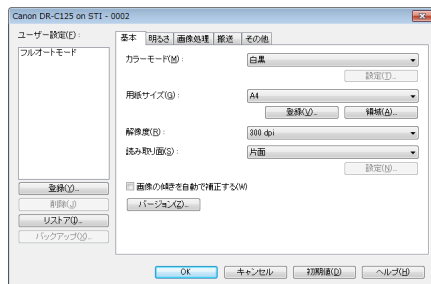 Canon DR-C125 on STI - 0002
ユーザー設定(F):
フルオートモード
登録(Y)...
削除(J)
リストア(I)...
バックアップ(X)...
基本 明るさ 画像処理 搬送 その他
カラーモード(M): 白黒
設定(T)...
用紙サイズ(G): A4
登録(V)... 領域(A)...
解像度(R): 300 dpi
読み取り面(S): 片面
設定(N)...
画像の傾きを自動で補正する(W)
バージョン(Z)...
OK キャンセル 初期値(D) ヘルプ(H)